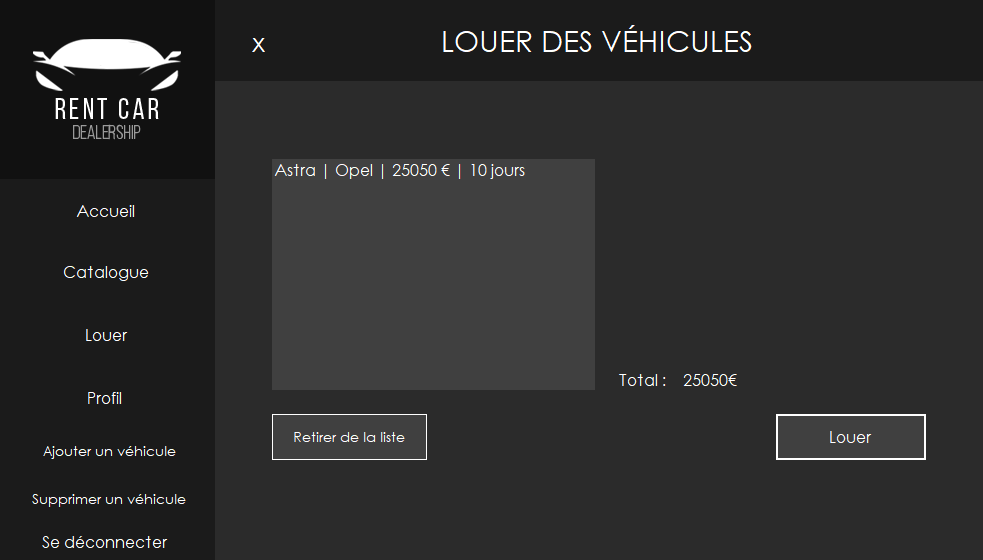 RENT CAR
DEALERSHIP
Accueil
Catalogue
Louer
Profil
Ajouter un véhicule
Supprimer un véhicule
Se déconnecter
X
LOUER DES VÉHICULES
Astra | Opel | 25050 € | 10 jours
Total : 25050€
Retirer de la liste
Louer